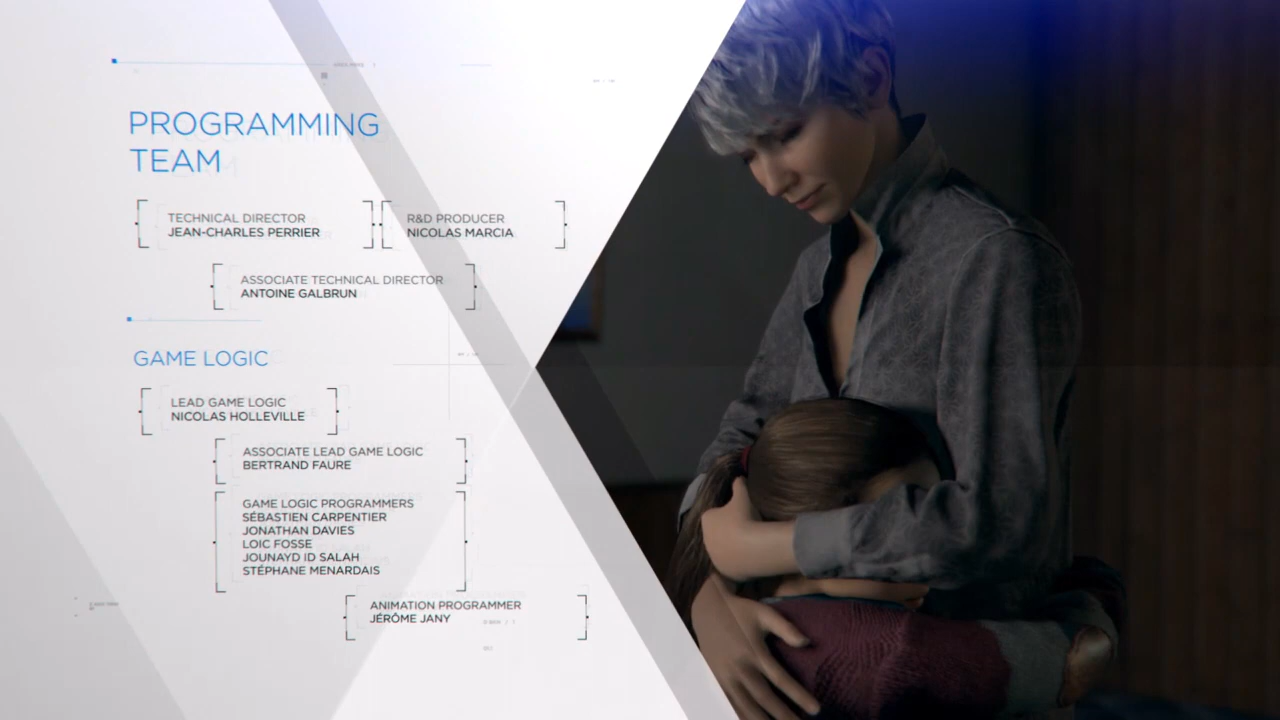 PROGRAMMING
TEAM
TECHNICAL DIRECTOR
JEAN-CHARLES PERRIER
R&D PRODUCER
NICOLAS MARCIA
ASSOCIATE TECHNICAL DIRECTOR
ANTOINE GALBRUN
GAME LOGIC
LEAD GAME LOGIC
NICOLAS HOLLEVILLE
ASSOCIATE LEAD GAME LOGIC
BERTRAND FAURE
GAME LOGIC PROGRAMMERS
SÉBASTIEN CARPENTIER
JONATHAN DAVIES
LOIC FOSSE
JOUNAYD ID SALAH
STÉPHANE MENARDAIS
ANIMATION PROGRAMMER
JÉRÔME JANY